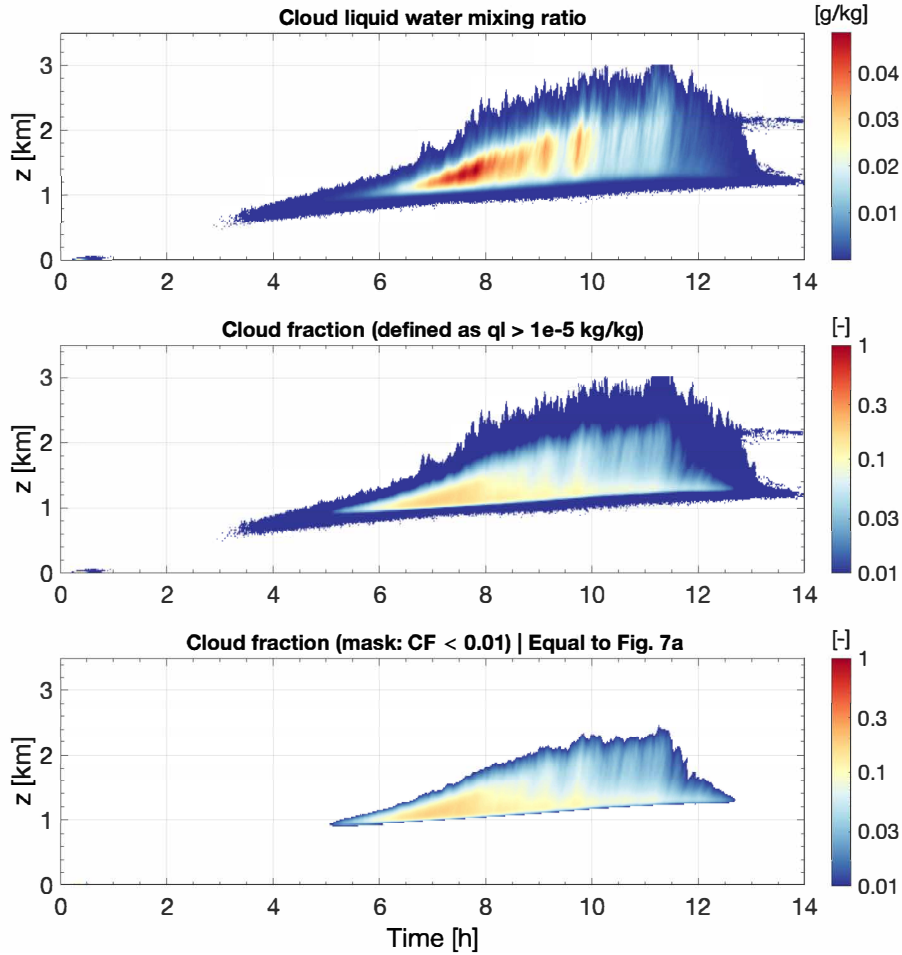 Cloud liquid water mixing ratio
[g/kg]
z [km]
3
2
1
0
0 2 4 6 8 10 12 14
0.04
0.03
0.02
0.01
Cloud fraction (defined as ql > 1e-5 kg/kg)
[-]
z [km]
3
2
1
0
0 2 4 6 8 10 12 14
1
0.3
0.1
0.03
0.01
Cloud fraction (mask: CF < 0.01) | Equal to Fig. 7a
[-]
z [km]
3
2
1
0
0 2 4 6 8 10 12 14
1
0.3
0.1
0.03
0.01
Time [h]